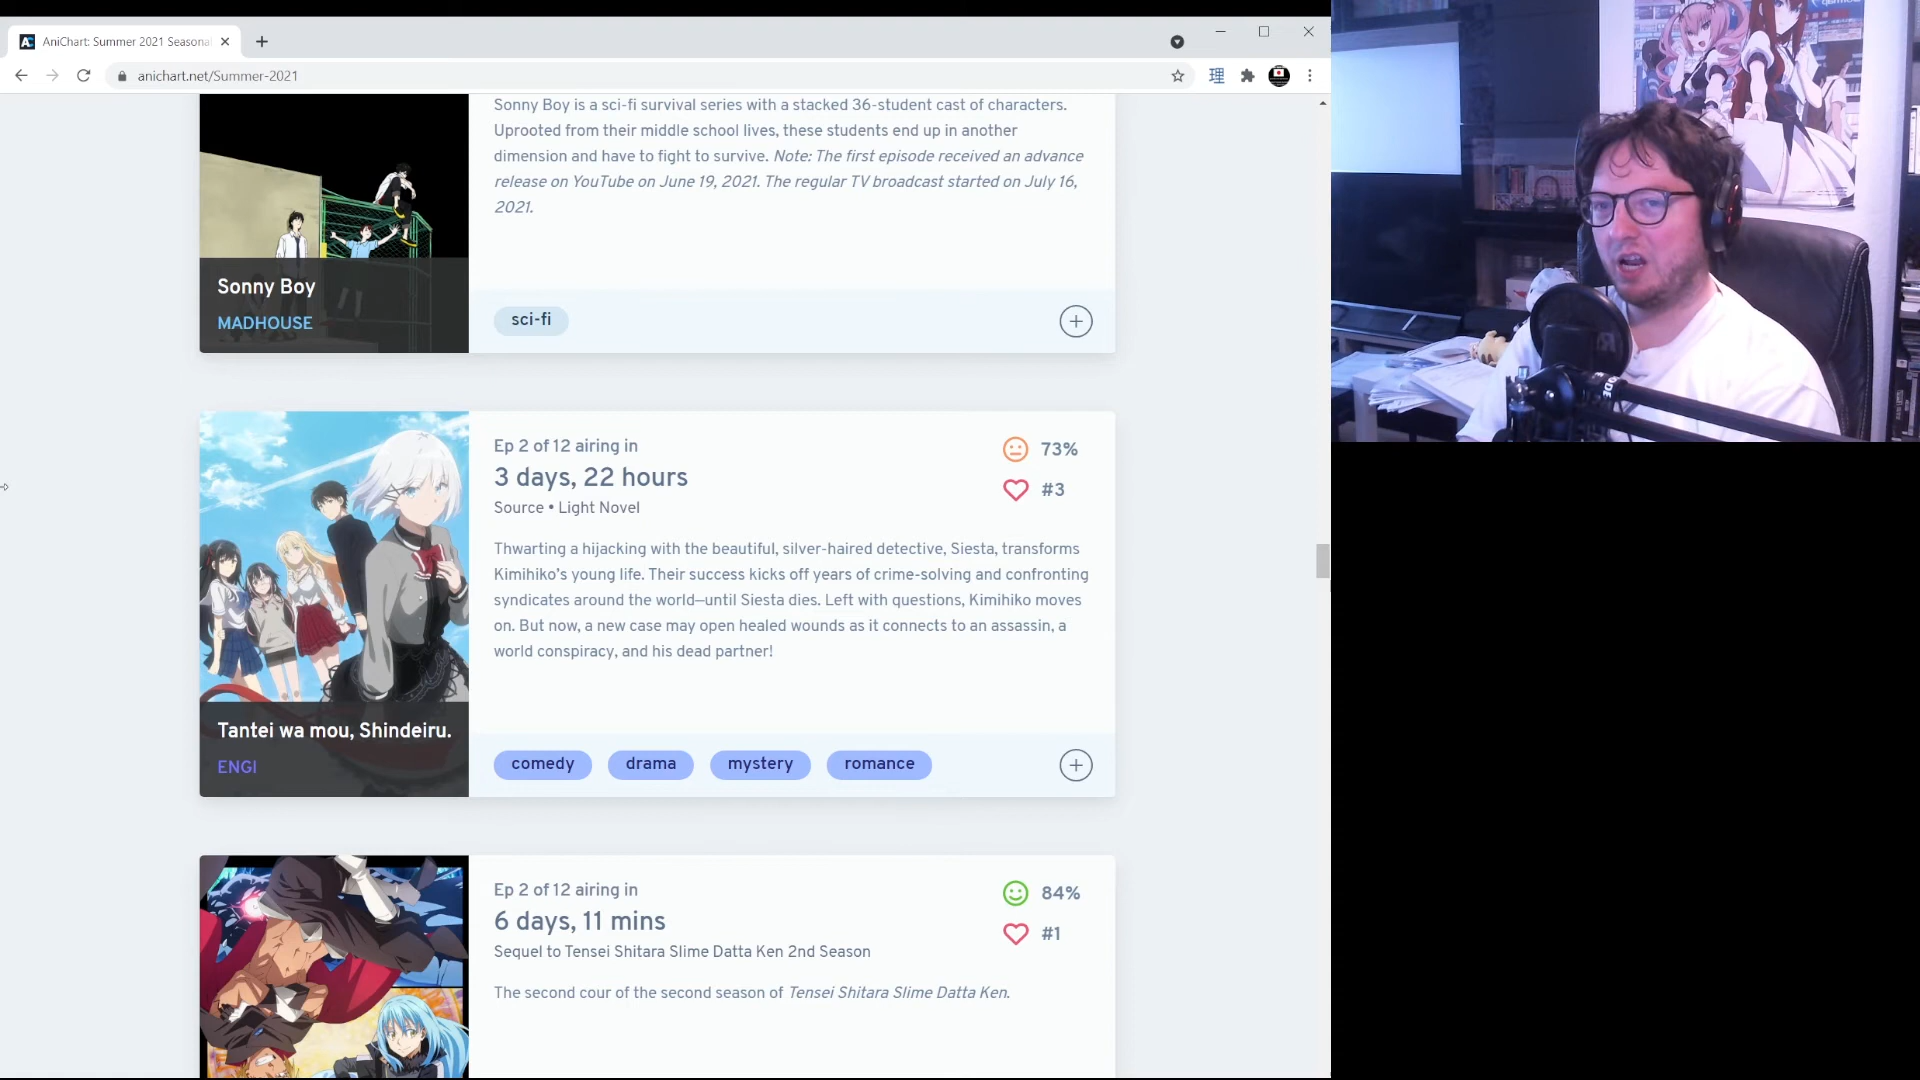 AniChart: Summer 2021 Seasonal
anichart.net/Summer-2021
理
Sonny Boy is a sci-fi survival series with a stacked 36-student cast of characters.
Uprooted from their middle school lives, these students end up in another
dimension and have to fight to survive. Note: The first episode received an advance
release on YouTube on June 19, 2021. The regular TV broadcast started on July 16,
2021.
Sonny Boy
MADHOUSE
sci-fi
Ep 2 of 12 airing in
3 days, 22 hours
Source • Light Novel
73%
#3
Thwarting a hijacking with the beautiful, silver-haired detective, Siesta, transforms
Kimihiko's young life. Their success kicks off years of crime-solving and confronting
syndicates around the world—until Siesta dies. Left with questions, Kimihiko moves
on. But now, a new case may open healed wounds as it connects to an assassin, a
world conspiracy, and his dead partner!
Tantei wa mou, Shindeiru.
ENGI
comedy
drama
mystery
romance
Ep 2 of 12 airing in
6 days, 11 mins
Sequel to Tensei Shitara Slime Datta Ken 2nd Season
84%
#1
The second cour of the second season of Tensei Shitara Slime Datta Ken.